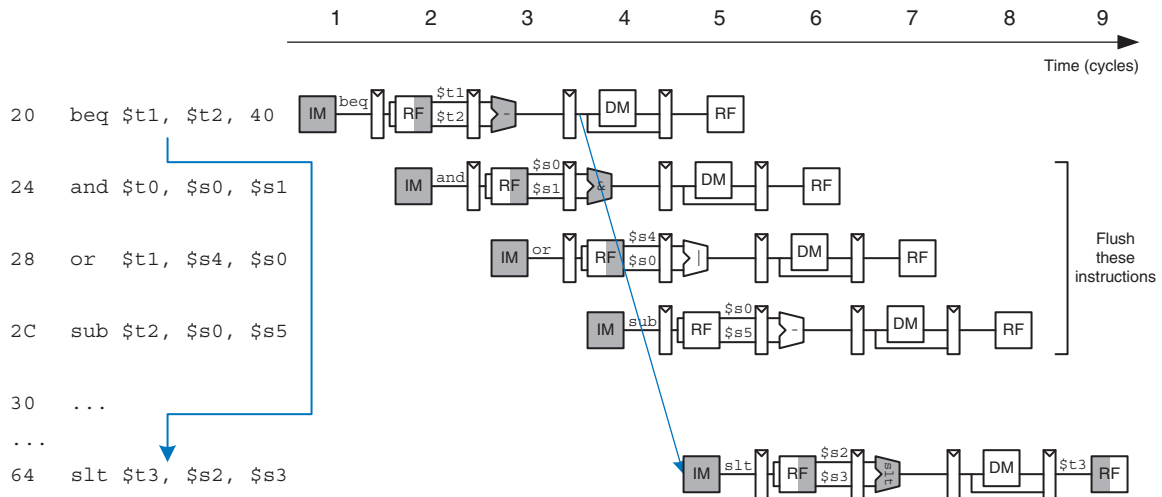 1 2 3 4 5 6 7 8 9
Time (cycles)
20 beq $t1, $t2, 40
IM beq RF $t1 $t2 - DM RF
24 and $t0, $s0, $s1
IM and RF $s0 $s1 & DM RF
28 or $t1, $s4, $s0
IM or RF $s4 $s0 | DM RF
2C sub $t2, $s0, $s5
IM sub RF $s0 $s5 - DM RF
Flush
these
instructions
30 ...
...
64 slt $t3, $s2, $s3
IM slt RF $s2 $s3 slt DM $t3 RF